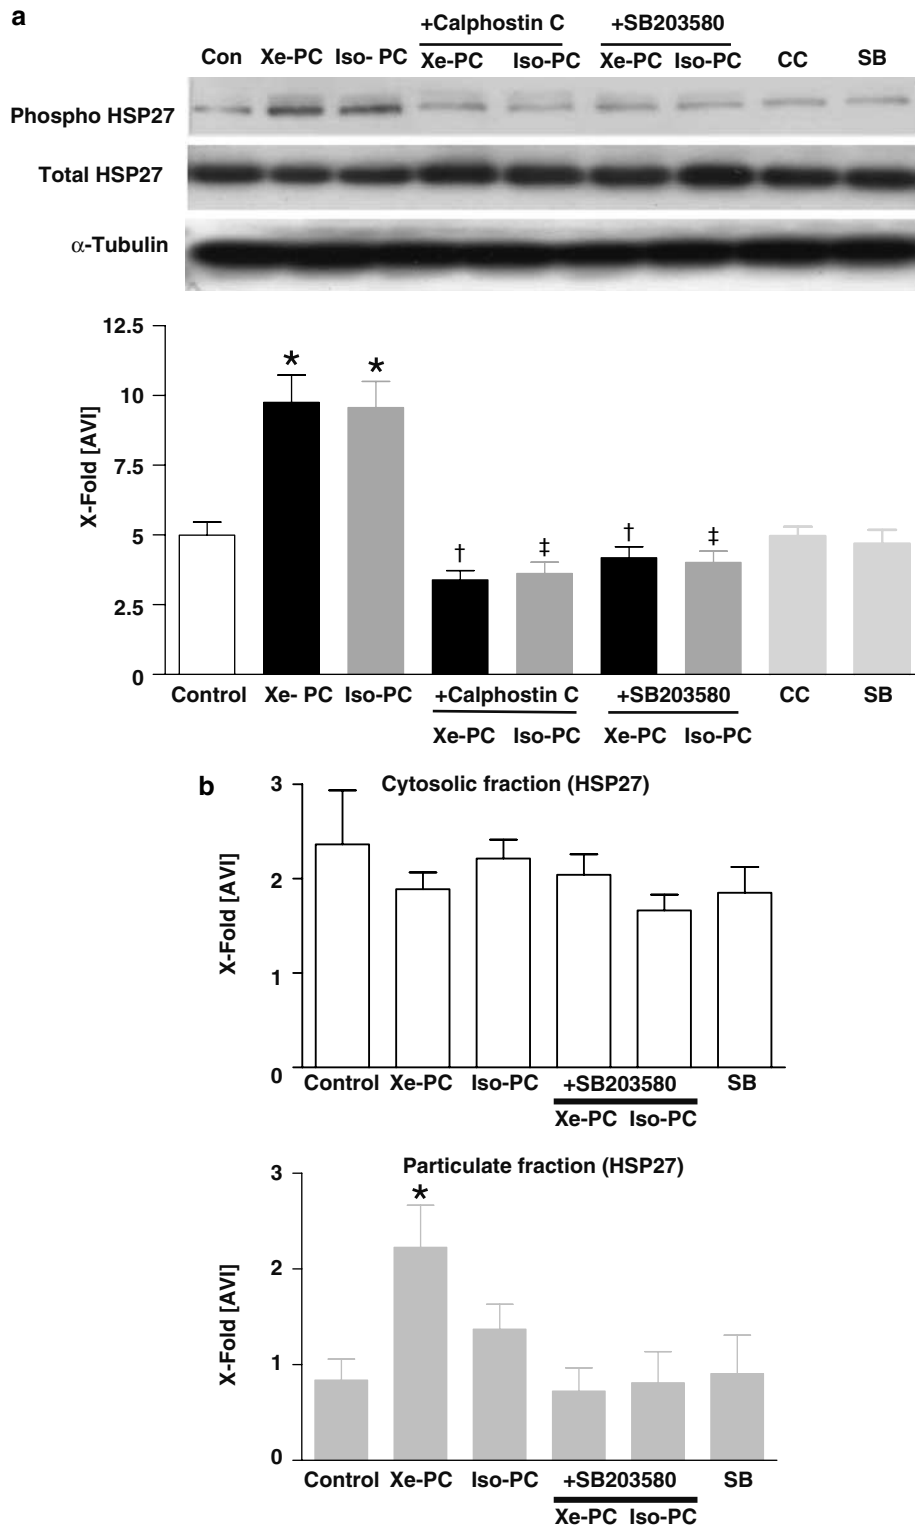 a
+Calphostin C +SB203580
Con Xe-PC Iso- PC Xe-PC Iso-PC Xe-PC Iso-PC CC SB
Phospho HSP27
Total HSP27
α-Tubulin
X-Fold [AVI]
12.5
10
7.5
5
2.5
0
* * † ‡ † ‡
Control Xe- PC Iso-PC +Calphostin C +SB203580 CC SB
Xe-PC Iso-PC Xe-PC Iso-PC
b
Cytosolic fraction (HSP27)
X-Fold [AVI]
3
2
1
0
Control Xe-PC Iso-PC +SB203580 SB
Xe-PC Iso-PC
Particulate fraction (HSP27)
X-Fold [AVI]
3
2
1
0
*
Control Xe-PC Iso-PC +SB203580 SB
Xe-PC Iso-PC